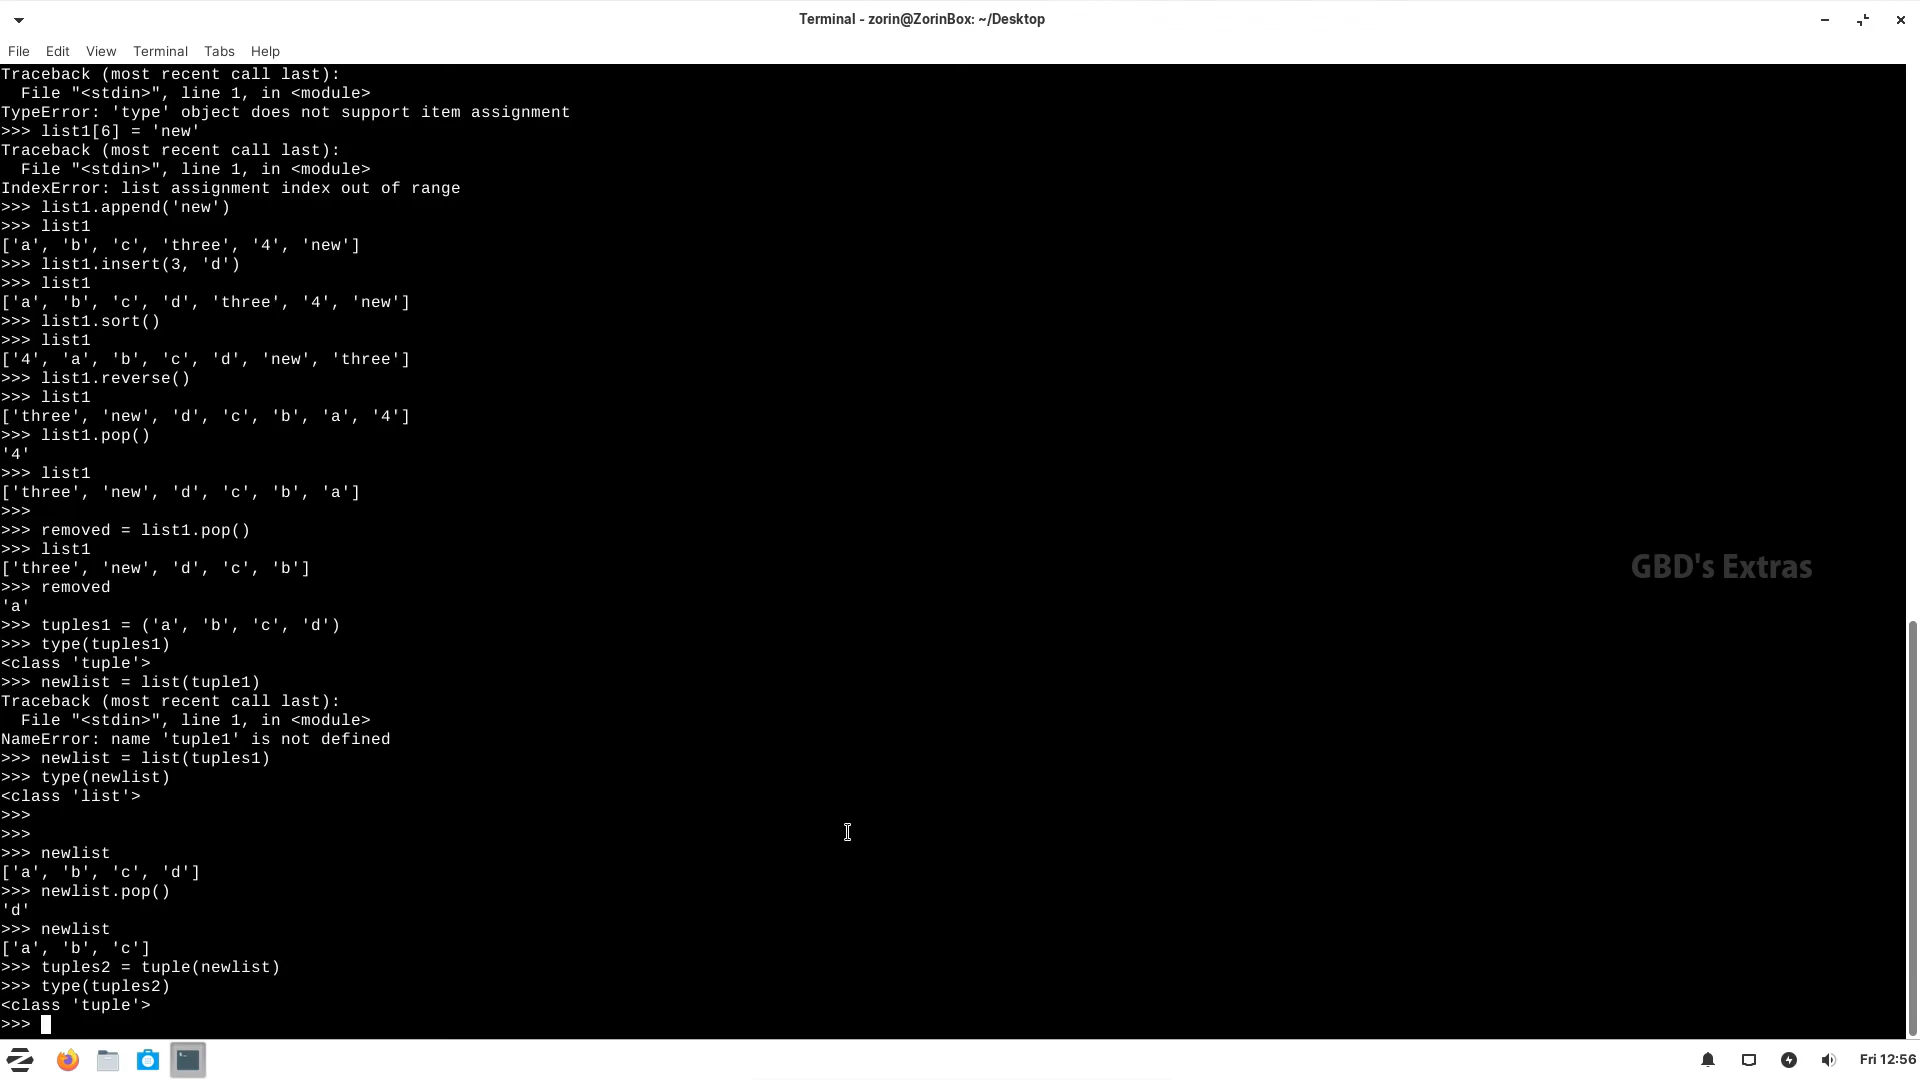 Terminal - zorin@ZorinBox: ~/Desktop
File Edit View Terminal Tabs Help
Traceback (most recent call last):
  File "<stdin>", line 1, in <module>
TypeError: 'type' object does not support item assignment
>>> list1[6] = 'new'
Traceback (most recent call last):
  File "<stdin>", line 1, in <module>
IndexError: list assignment index out of range
>>> list1.append('new')
>>> list1
['a', 'b', 'c', 'three', '4', 'new']
>>> list1.insert(3, 'd')
>>> list1
['a', 'b', 'c', 'd', 'three', '4', 'new']
>>> list1.sort()
>>> list1
['4', 'a', 'b', 'c', 'd', 'new', 'three']
>>> list1.reverse()
>>> list1
['three', 'new', 'd', 'c', 'b', 'a', '4']
>>> list1.pop()
'4'
>>> list1
['three', 'new', 'd', 'c', 'b', 'a']
>>>
>>> removed = list1.pop()
>>> list1
['three', 'new', 'd', 'c', 'b']
GBD's Extras
>>> removed
'a'
>>> tuples1 = ('a', 'b', 'c', 'd')
>>> type(tuples1)
<class 'tuple'>
>>> newlist = list(tuple1)
Traceback (most recent call last):
  File "<stdin>", line 1, in <module>
NameError: name 'tuple1' is not defined
>>> newlist = list(tuples1)
>>> type(newlist)
<class 'list'>
>>>
>>>
>>> newlist
['a', 'b', 'c', 'd']
>>> newlist.pop()
'd'
>>> newlist
['a', 'b', 'c']
>>> tuples2 = tuple(newlist)
>>> type(tuples2)
<class 'tuple'>
>>>
Fri 12:56